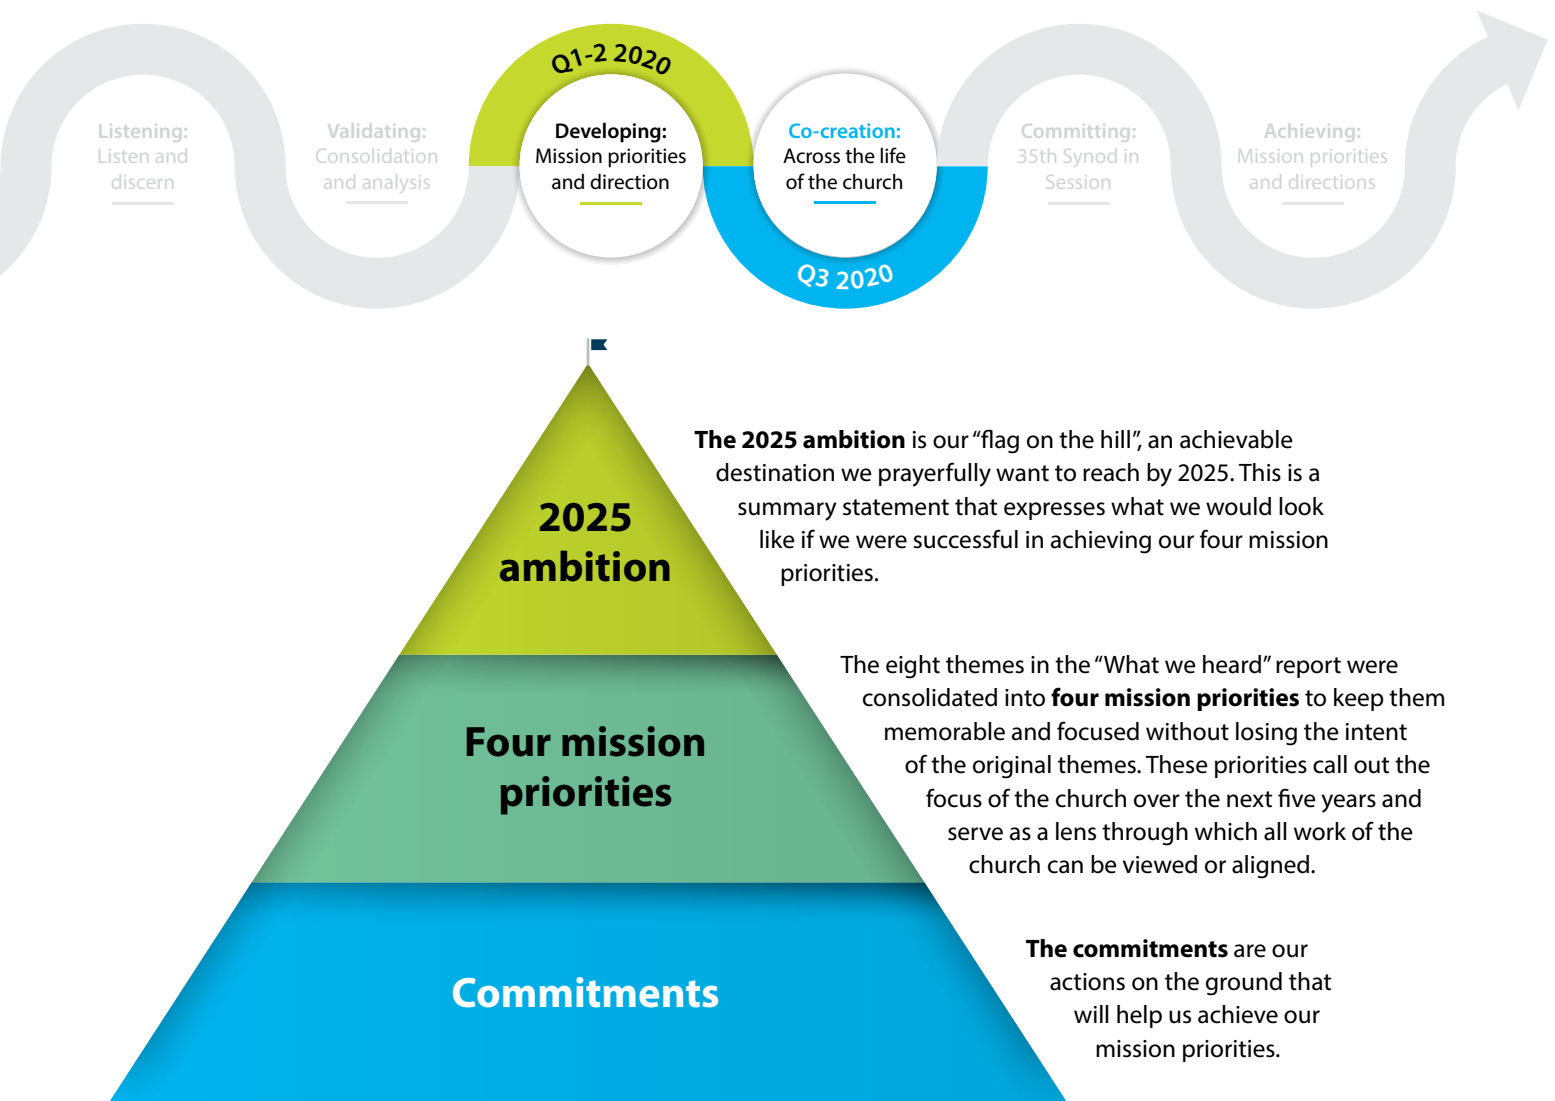 Q1-2 2020
Listening:
Listen and
discern
Validating:
Consolidation
and analysis
Developing:
Mission priorities
and direction
Co-creation:
Across the life
of the church
Committing:
35th Synod in
Session
Achieving:
Mission priorities
and directions
Q3 2020
2025
ambition
The 2025 ambition is our “flag on the hill”, an achievable
destination we prayerfully want to reach by 2025. This is a
summary statement that expresses what we would look
like if we were successful in achieving our four mission
priorities.
Four mission
priorities
The eight themes in the “What we heard” report were
consolidated into four mission priorities to keep them
memorable and focused without losing the intent
of the original themes. These priorities call out the
focus of the church over the next five years and
serve as a lens through which all work of the
church can be viewed or aligned.
Commitments
The commitments are our
actions on the ground that
will help us achieve our
mission priorities.